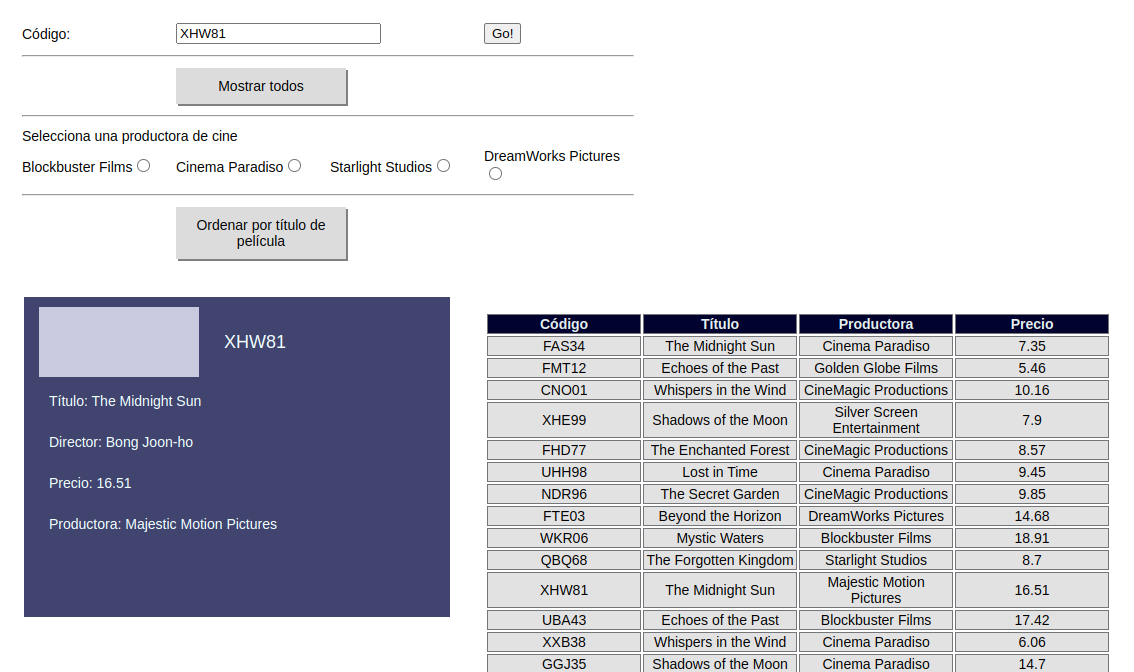 Código: XHW81 Go!
Mostrar todos
Selecciona una productora de cine
Blockbuster Films Cinema Paradiso Starlight Studios DreamWorks Pictures
Ordenar por título de
película
XHW81
Título: The Midnight Sun
Director: Bong Joon-ho
Precio: 16.51
Productora: Majestic Motion Pictures
Código Título Productora Precio
FAS34 The Midnight Sun Cinema Paradiso 7.35
FMT12 Echoes of the Past Golden Globe Films 5.46
CNO01 Whispers in the Wind CineMagic Productions 10.16
XHE99 Shadows of the Moon Silver Screen
Entertainment 7.9
FHD77 The Enchanted Forest CineMagic Productions 8.57
UHH98 Lost in Time Cinema Paradiso 9.45
NDR96 The Secret Garden CineMagic Productions 9.85
FTE03 Beyond the Horizon DreamWorks Pictures 14.68
WKR06 Mystic Waters Blockbuster Films 18.91
QBQ68 The Forgotten Kingdom Starlight Studios 8.7
XHW81 The Midnight Sun Majestic Motion
Pictures 16.51
UBA43 Echoes of the Past Blockbuster Films 17.42
XXB38 Whispers in the Wind Cinema Paradiso 6.06
GGJ35 Shadows of the Moon Cinema Paradiso 14.7